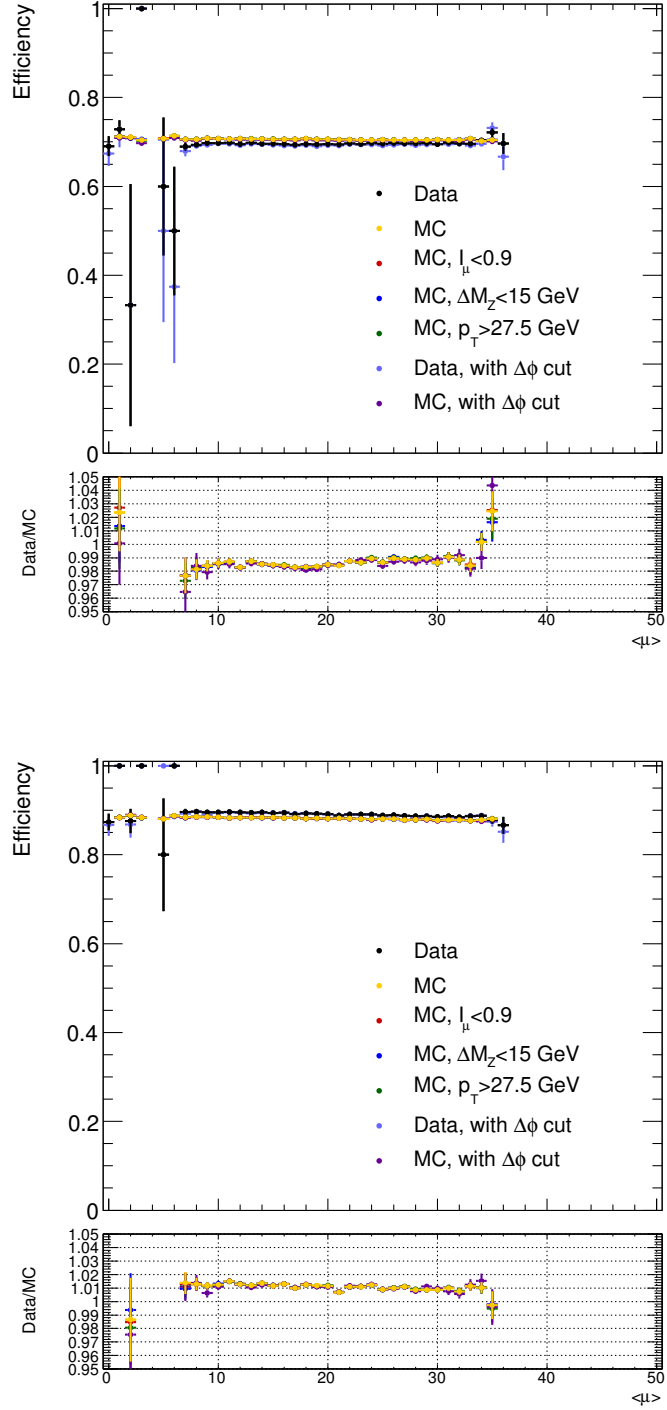 Efficiency
1
0.8
0.6
0.4
0.2
0
Data
MC
MC, I_μ<0.9
MC, ΔM_Z<15 GeV
MC, p_T>27.5 GeV
Data, with Δϕ cut
MC, with Δϕ cut
Data/MC
1.05
1.04
1.03
1.02
1.01
1
0.99
0.98
0.97
0.96
0.95
0 10 20 30 40 50
<μ>
Efficiency
1
0.8
0.6
0.4
0.2
0
Data
MC
MC, I_μ<0.9
MC, ΔM_Z<15 GeV
MC, p_T>27.5 GeV
Data, with Δϕ cut
MC, with Δϕ cut
Data/MC
1.05
1.04
1.03
1.02
1.01
1
0.99
0.98
0.97
0.96
0.95
0 10 20 30 40 50
<μ>